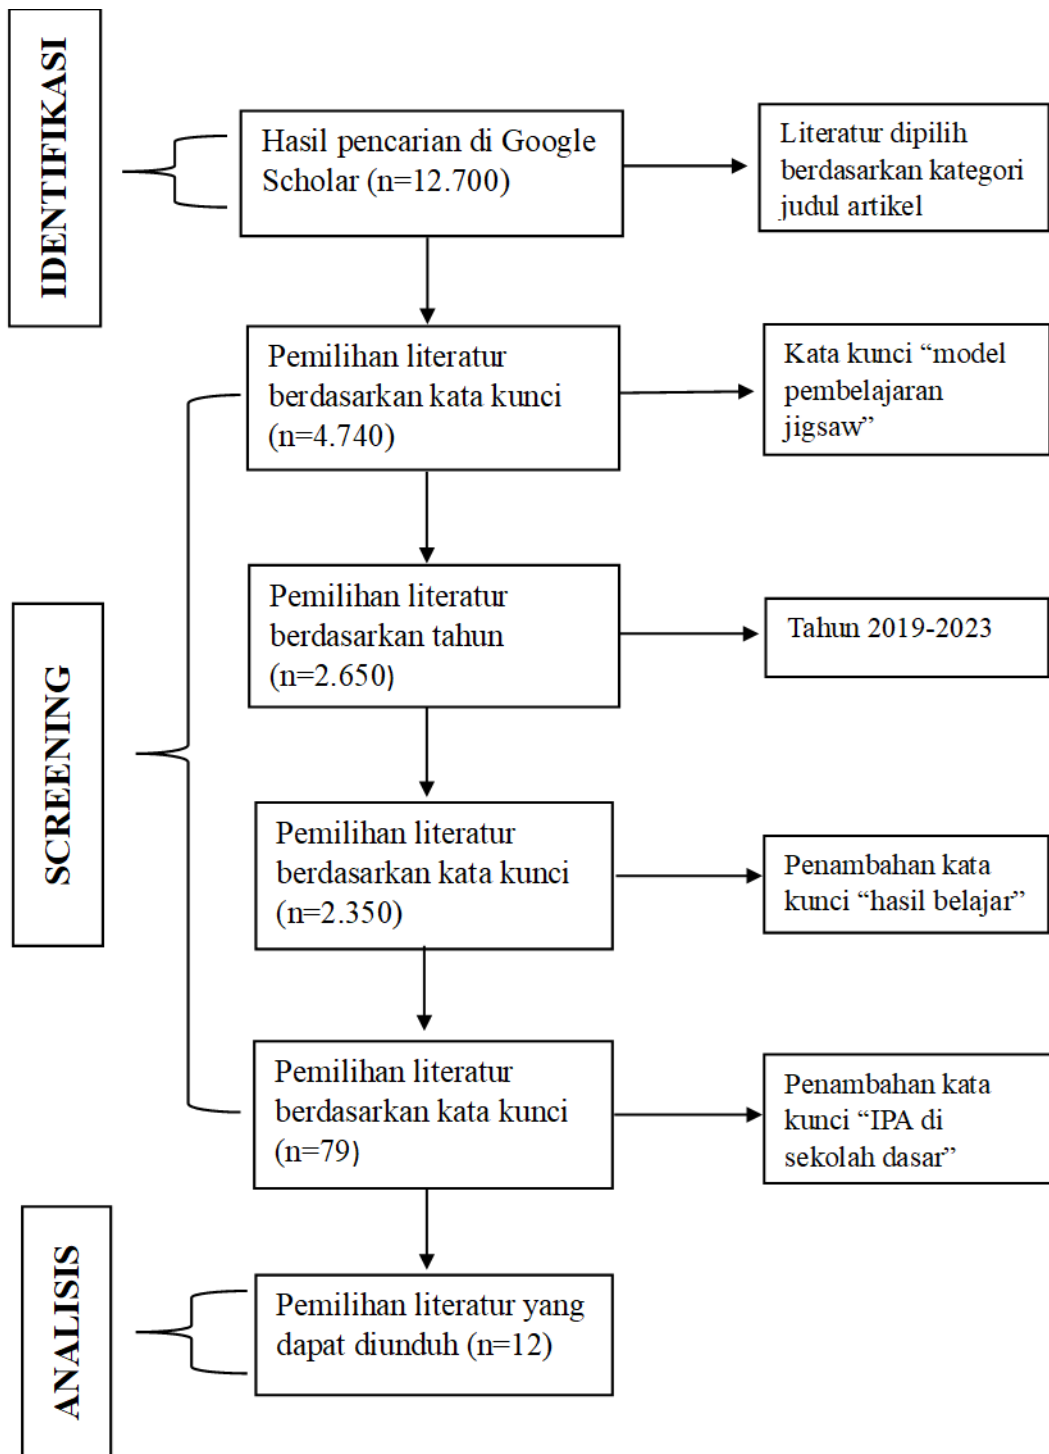 IDENTIFIKASI
Hasil pencarian di Google
Scholar (n=12.700)
Literatur dipilih
berdasarkan kategori
judul artikel
SCREENING
Pemilihan literatur
berdasarkan kata kunci
(n=4.740)
Kata kunci “model
pembelajaran
jigsaw”
Pemilihan literatur
berdasarkan tahun
(n=2.650)
Tahun 2019-2023
Pemilihan literatur
berdasarkan kata kunci
(n=2.350)
Penambahan kata
kunci “hasil belajar”
Pemilihan literatur
berdasarkan kata kunci
(n=79)
Penambahan kata
kunci “IPA di
sekolah dasar”
ANALISIS
Pemilihan literatur yang
dapat diunduh (n=12)